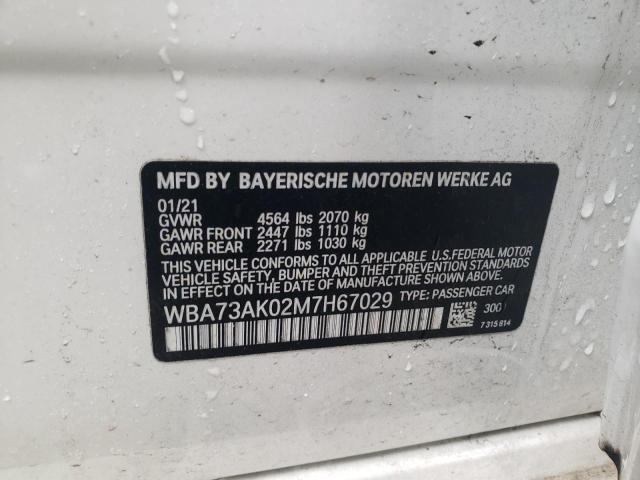 MFD BY BAYERISCHE MOTOREN WERKE AG
01/21
GVWR 4564 lbs 2070 kg
GAWR FRONT 2447 lbs 1110 kg
GAWR REAR 2271 lbs 1030 kg
THIS VEHICLE CONFORMS TO ALL APPLICABLE U.S.FEDERAL MOTOR
VEHICLE SAFETY, BUMPER, AND THEFT PREVENTION STANDARDS
IN EFFECT ON THE DATE OF MANUFACTURE SHOWN ABOVE.
WBA73AK02M7H67029 TYPE: PASSENGER CAR
300
7 315 814